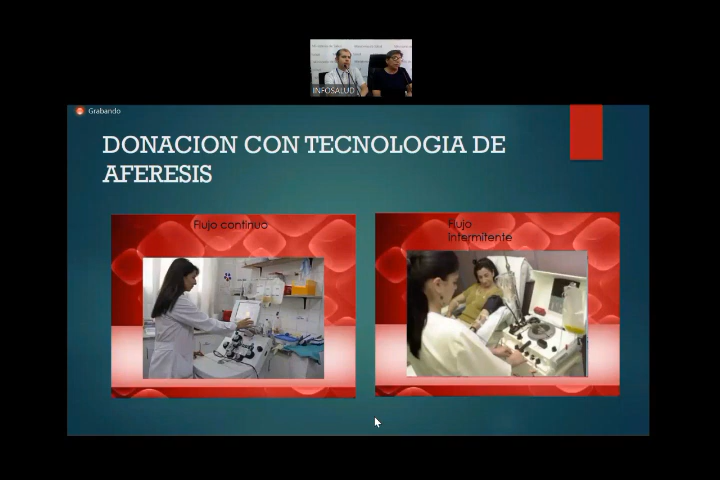 INFOSALUD
Grabando
DONACION CON TECNOLOGIA DE
AFERESIS
Flujo continuo
Flujo
intermitente